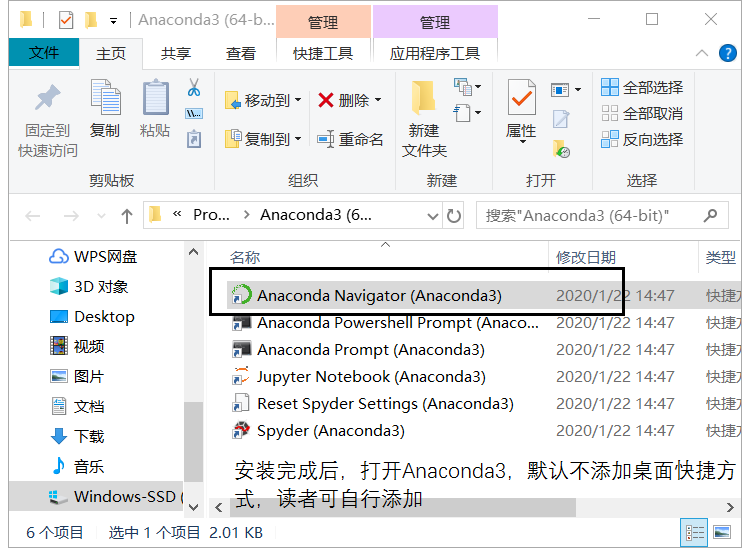 Anaconda3 (64-b...
管理
管理
文件
主页
共享
查看
快捷工具
应用程序工具
固定到
快速访问
复制
粘贴
剪贴板
移动到
复制到
删除
重命名
组织
新建
文件夹
新建
属性
打开
全部选择
全部取消
反向选择
选择
« Pro... > Anaconda3 (6...
搜索"Anaconda3 (64-bit)"
名称
修改日期
类型
WPS网盘
3D 对象
Desktop
视频
图片
文档
下载
音乐
Windows-SSD (
Anaconda Navigator (Anaconda3) 2020/1/22 14:47
Anaconda Powershell Prompt (Anaco... 2020/1/22 14:47 快捷
Anaconda Prompt (Anaconda3) 2020/1/22 14:47 快捷
Jupyter Notebook (Anaconda3) 2020/1/22 14:47 快捷
Reset Spyder Settings (Anaconda3) 2020/1/22 14:47 快捷
Spyder (Anaconda3) 2020/1/22 14:47 快捷
安装完成后，打开Anaconda3，默认不添加桌面快捷方
式，读者可自行添加
6 个项目 选中 1 个项目 2.01 KB